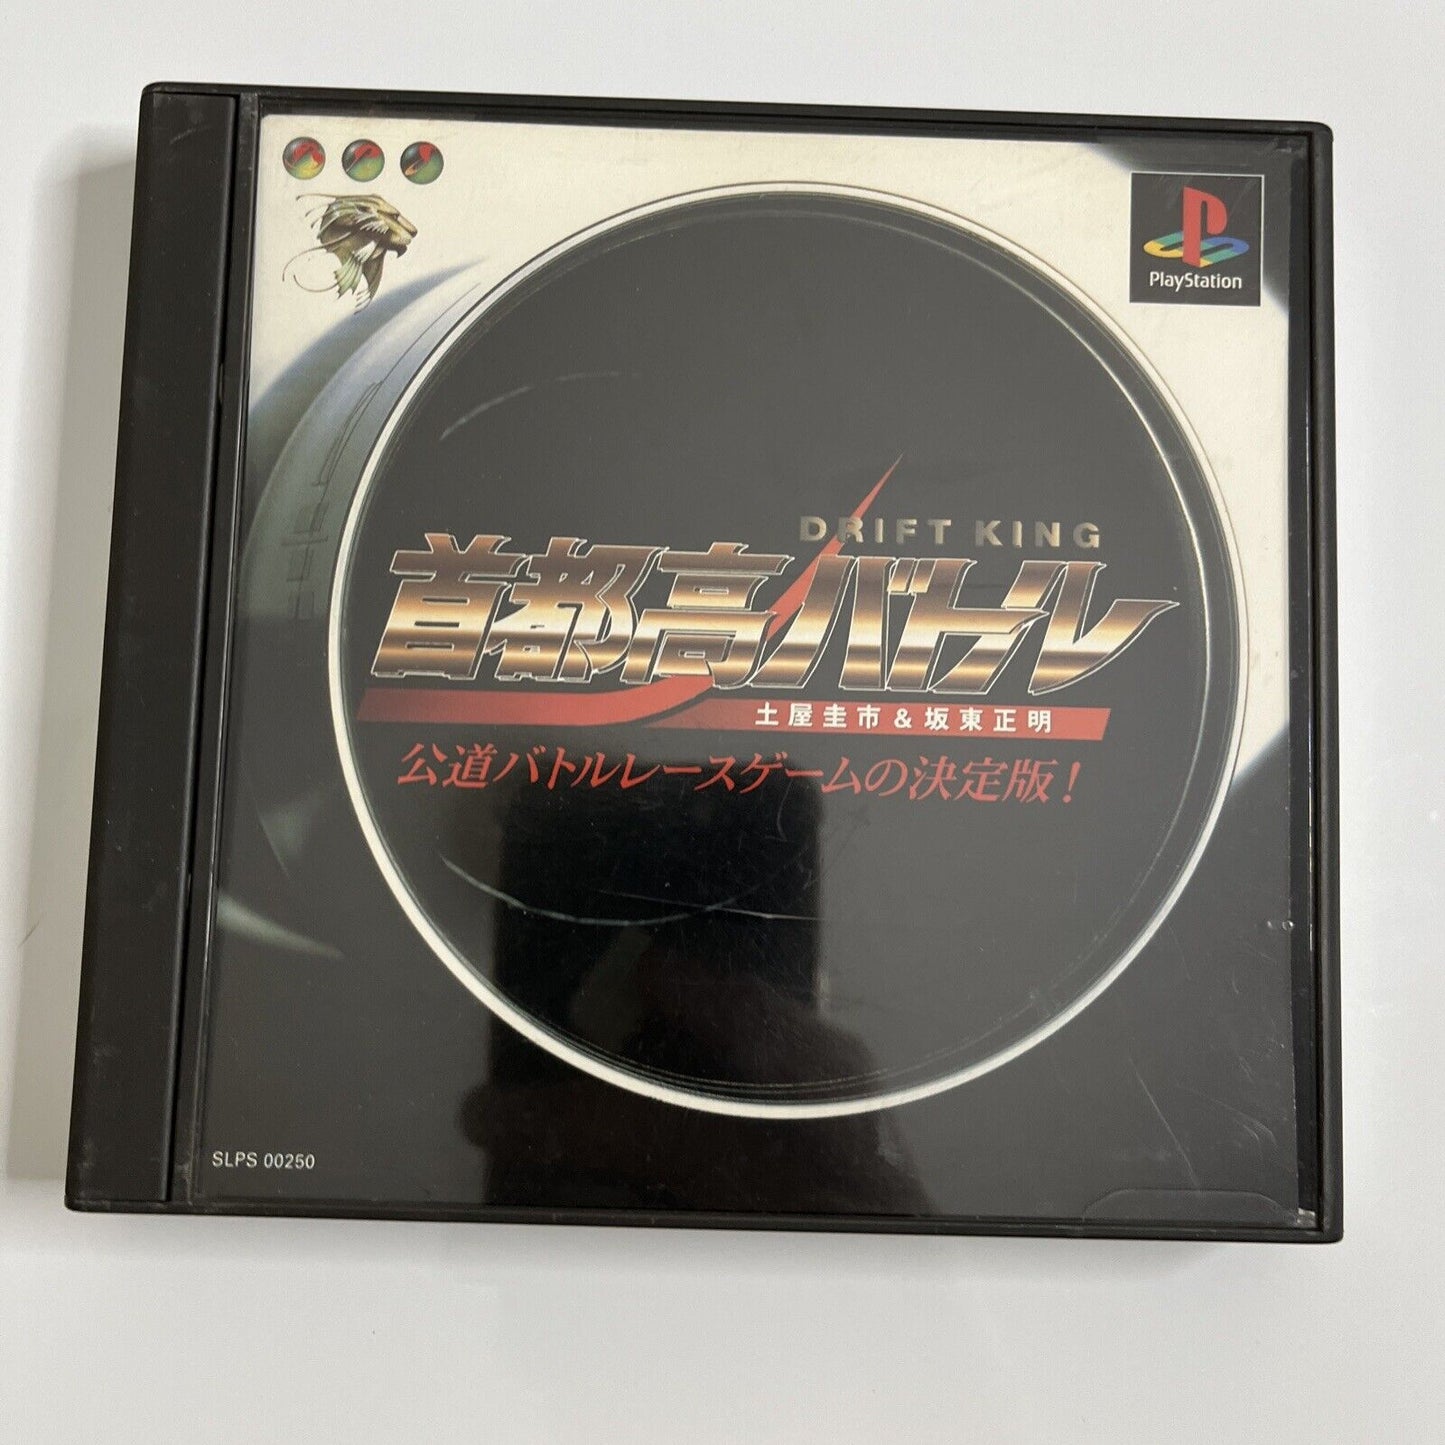 PlayStation
DRIFT KING
首都高バトル
土屋圭市&坂東正明
公道バトルレースゲームの決定版!
SLPS 00250